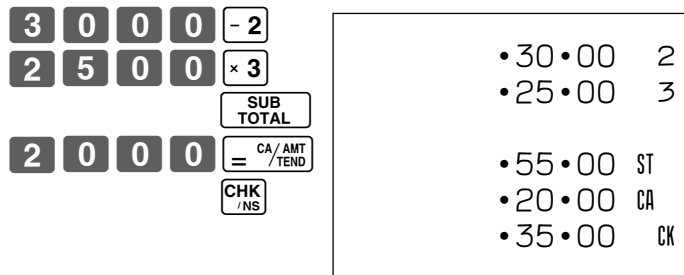 3 0 0 0 - 2
2 5 0 0 × 3
SUB TOTAL
2 0 0 0 = CA/AMT /TEND
CHK /NS
•30•00 2
•25•00 3
•55•00 ST
•20•00 CA
•35•00 CK